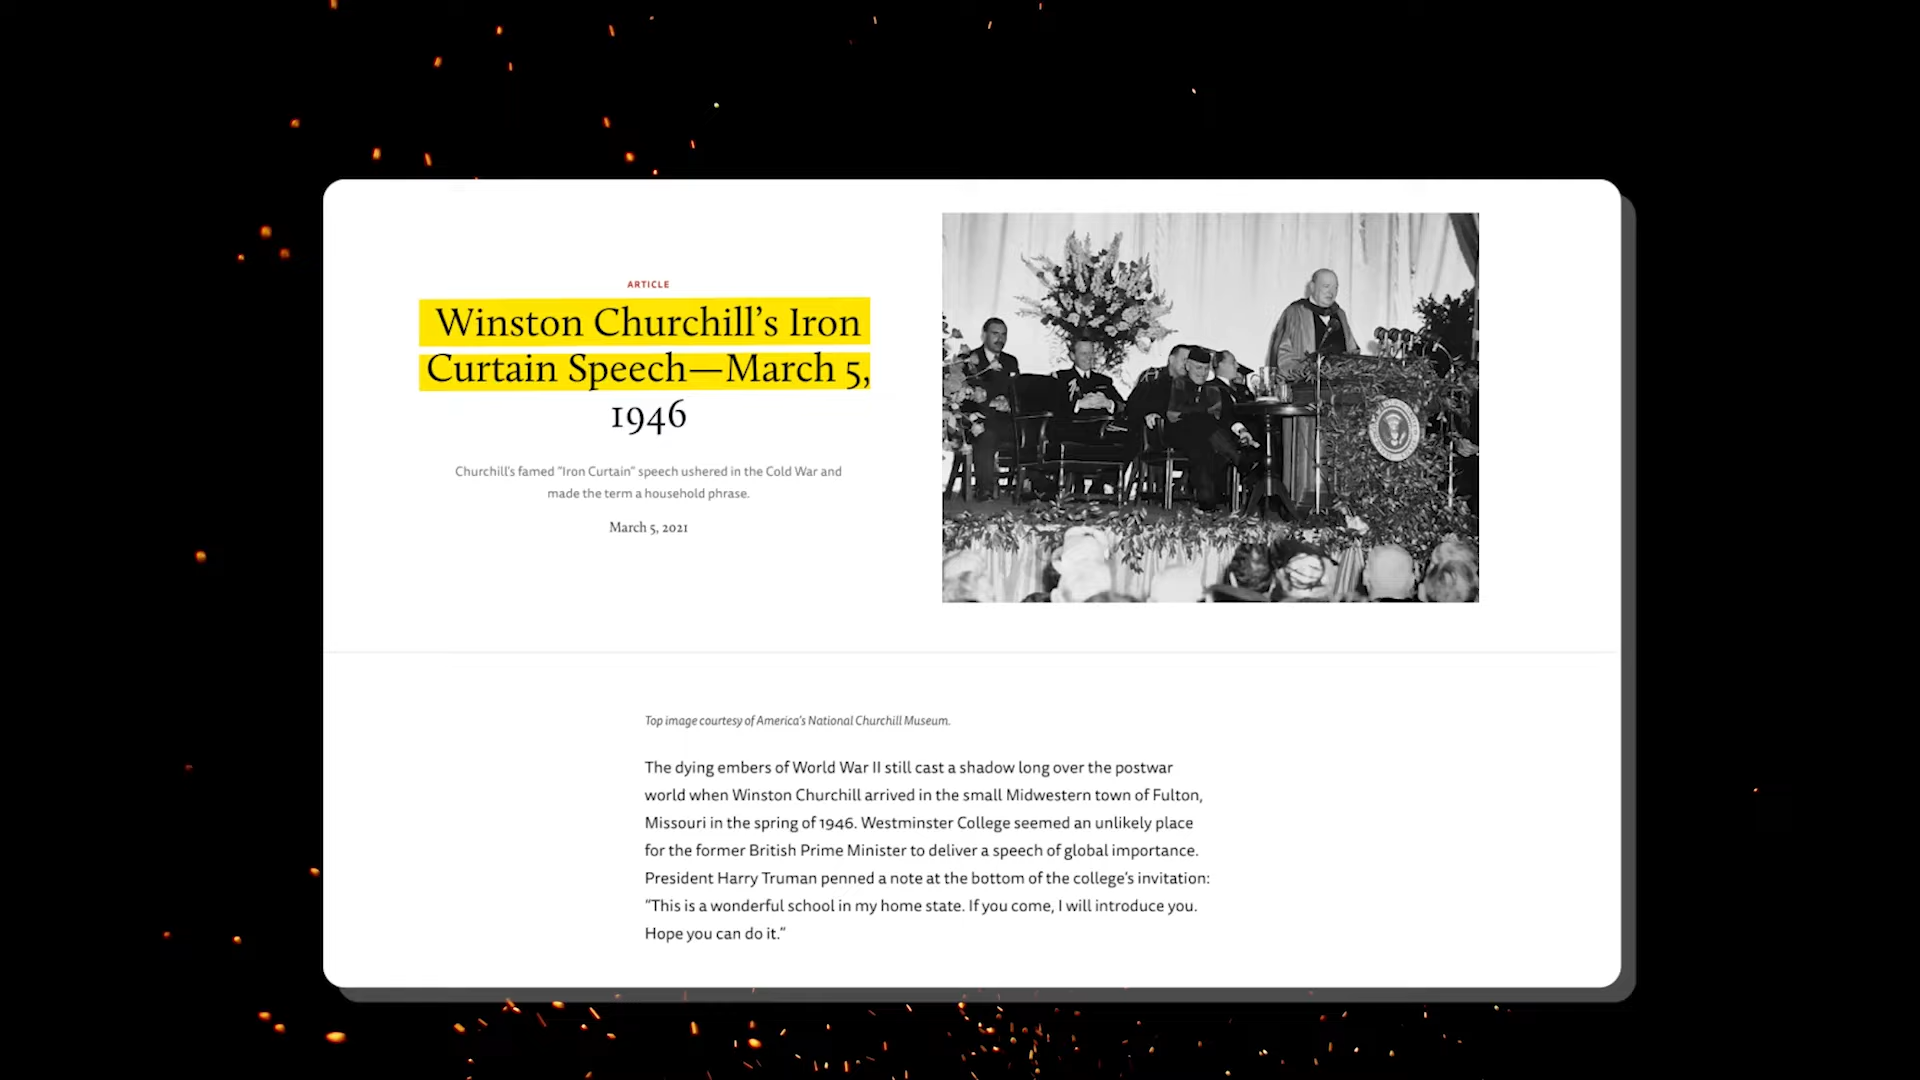 ARTICLE
Winston Churchill’s Iron
Curtain Speech—March 5,
1946
Churchill's famed "Iron Curtain" speech ushered in the Cold War and
made the term a household phrase.
March 5, 2021
Top image courtesy of America's National Churchill Museum.
The dying embers of World War II still cast a shadow long over the postwar
world when Winston Churchill arrived in the small Midwestern town of Fulton,
Missouri in the spring of 1946. Westminster College seemed an unlikely place
for the former British Prime Minister to deliver a speech of global importance.
President Harry Truman penned a note at the bottom of the college’s invitation:
“This is a wonderful school in my home state. If you come, I will introduce you.
Hope you can do it.”